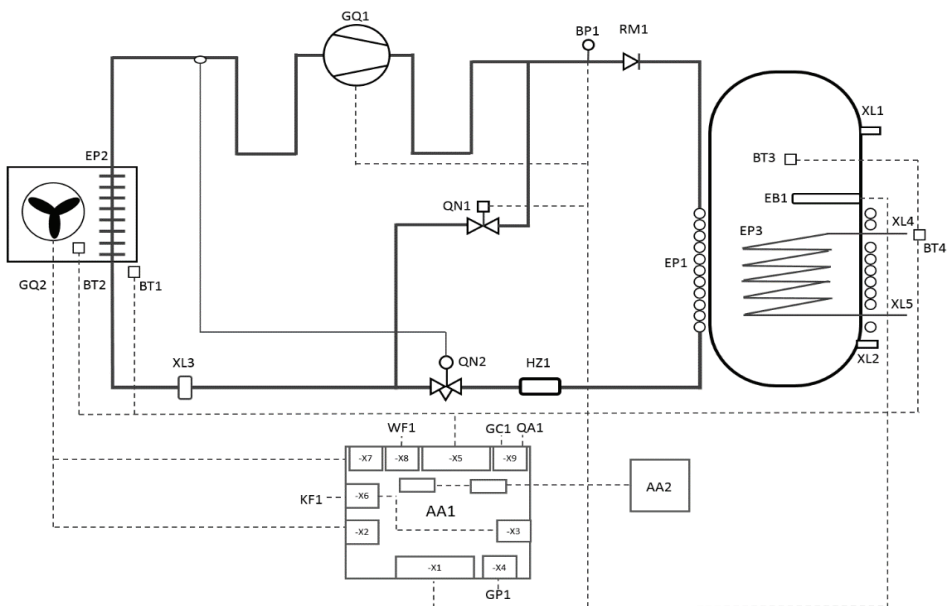 GQ1
BP1
RM1
XL1
EP2
BT3
EB1
QN1
XL4
EP3
BT4
EP1
GQ2
BT2
BT1
XL5
XL3
QN2
HZ1
XL2
WF1
GC1
QA1
-X7
-X8
-X5
-X9
KF1
-X6
AA1
AA2
-X2
-X3
-X1
-X4
GP1